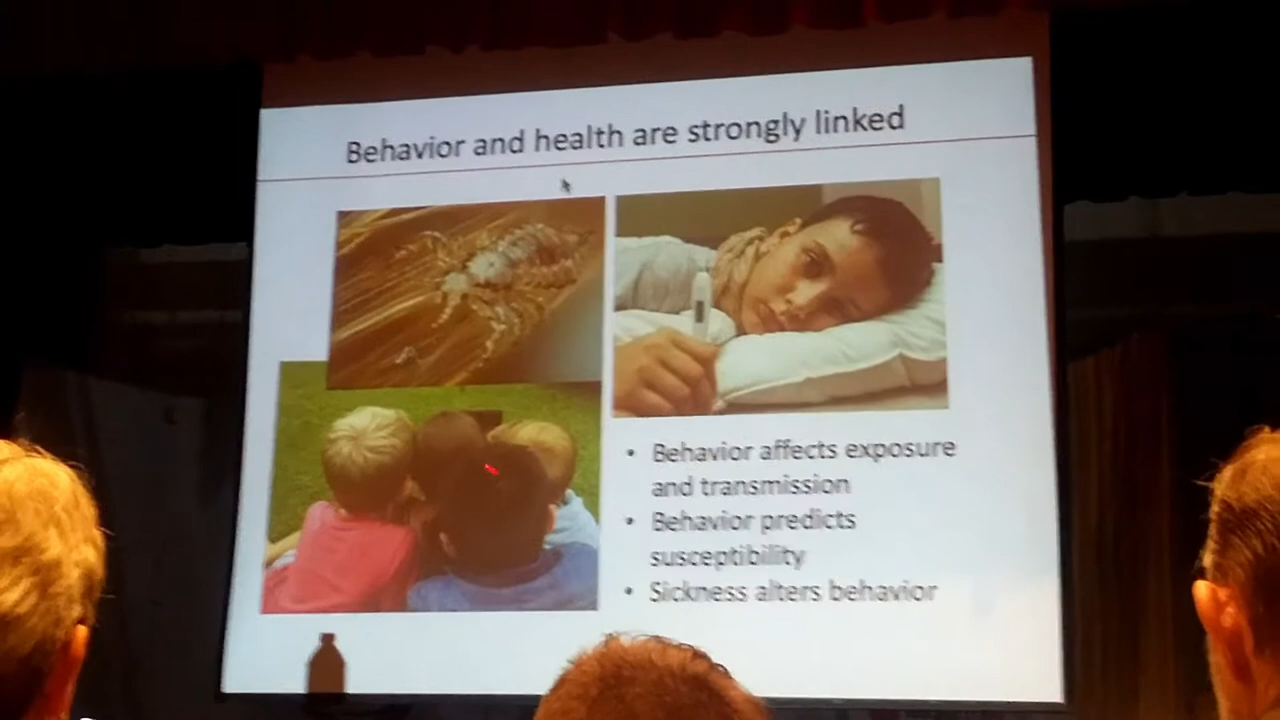 Behavior and health are strongly linked
• Behavior affects exposure
and transmission
• Behavior predicts
susceptibility
• Sickness alters behavior